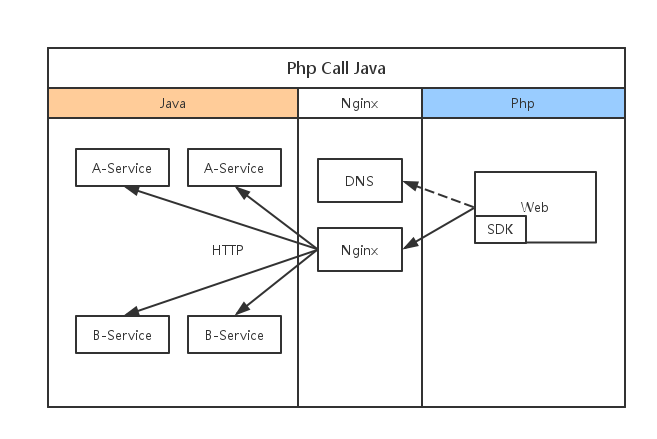 Php Call Java
Java
Nginx
Php
A-Service
A-Service
DNS
Web
SDK
HTTP
Nginx
B-Service
B-Service